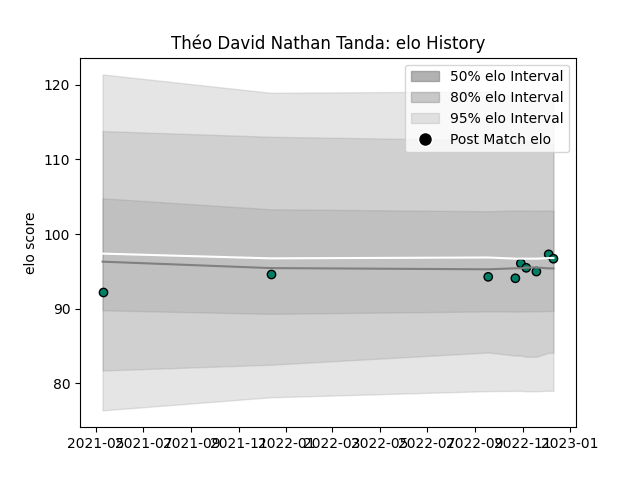 Théo David Nathan Tanda: elo History
50% elo Interval
80% elo Interval
95% elo Interval
Post Match elo
elo score
120
110
100
90
80
2021-05 2021-07 2021-09 2021-11 2022-01 2022-03 2022-05 2022-07 2022-09 2022-11 2023-01